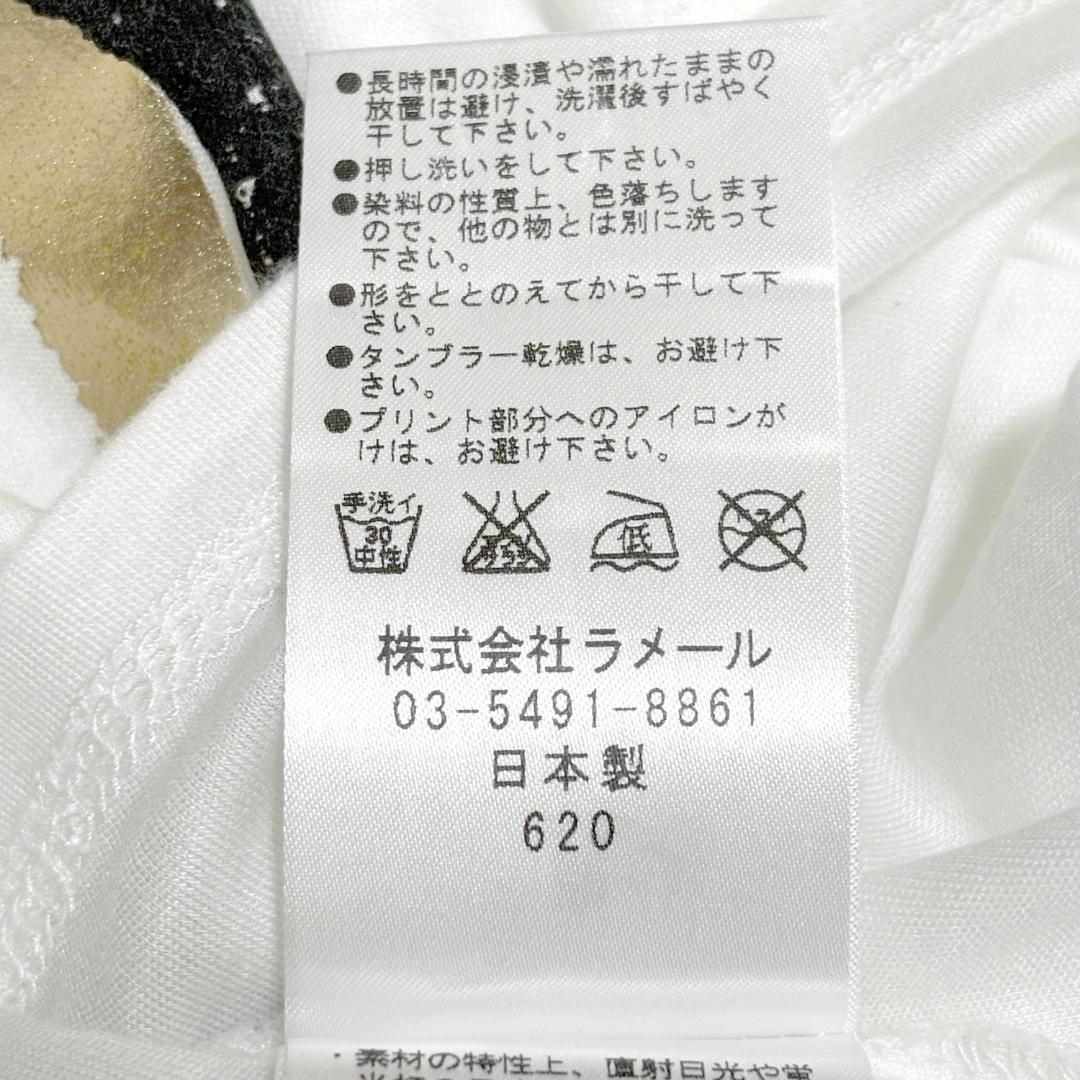 ●長時間の浸漬や濡れたままの
放置は避け、洗濯後すばやく
干して下さい。
●押し洗いをして下さい。
●染料の性質上、色落ちします
ので、他の物とは別に洗って
下さい。
●形をととのえてから干して下
さい。
●タンブラー乾燥は、お避け下
さい。
●プリント部分へのアイロンが
けは、お避け下さい。
手洗イ
30
中性
低
株式会社ラメール
03-5491-8861
日本製
620
・素材の特性上、直射日光や蛍